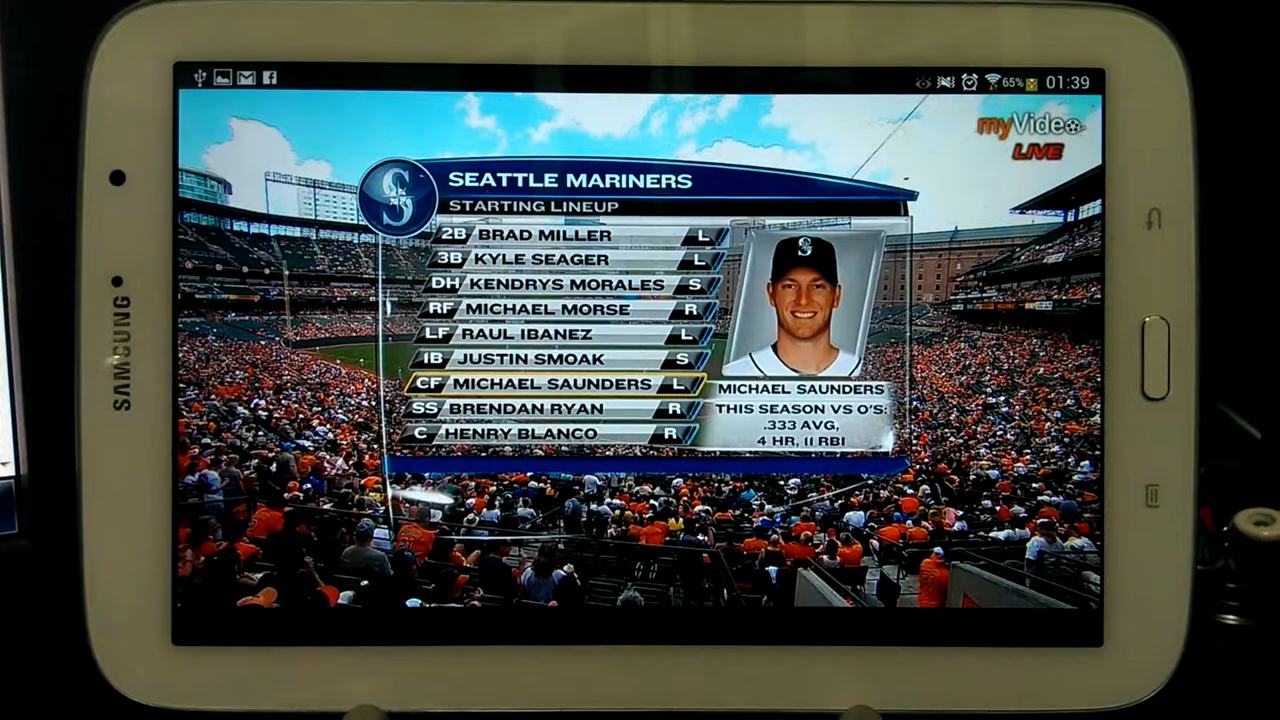 65% 01:39
myVideo
LIVE
SEATTLE MARINERS
STARTING LINEUP
2B BRAD MILLER L
3B KYLE SEAGER L
DH KENDRYS MORALES S
RF MICHAEL MORSE R
LF RAUL IBANEZ L
1B JUSTIN SMOAK S
CF MICHAEL SAUNDERS L
SS BRENDAN RYAN R
C HENRY BLANCO R
MICHAEL SAUNDERS
THIS SEASON VS O'S:
.333 AVG,
4 HR, 11 RBI
SAMSUNG